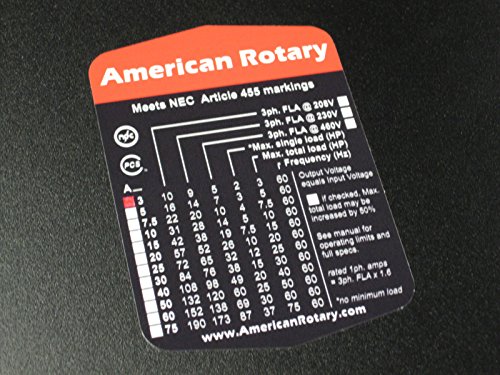 American Rotary
Meets NEC Article 455 markings
3ph. FLA @ 208V
3ph. FLA @ 230V
3ph. FLA @ 460V
*Max. single load (HP)
Max. total load (HP)
Frequency (Hz)
PCS
3 10 9 5 2 3 60
5 16 14 7 3 5 60
7.5 22 20 10 4 7.5 60
10 31 28 14 5 10 60
15 42 38 19 15 60
20 57 52 26 10 20 60
25 72 65 32 12 25 60
30 84 76 38 15 30 60
40 108 98 49 20 40 60
50 132 120 60 25 50 60
60 152 136 69 30 60 60
75 190 173 87 37 75 60
Output Voltage
equals Input Voltage
if checked, Max.
total load may be
increased by 50%
See manual for
operating limits and
full specs.
rated 1ph. amps
= 3ph. FLA x 1.6
*no minimum load
www.AmericanRotary.com